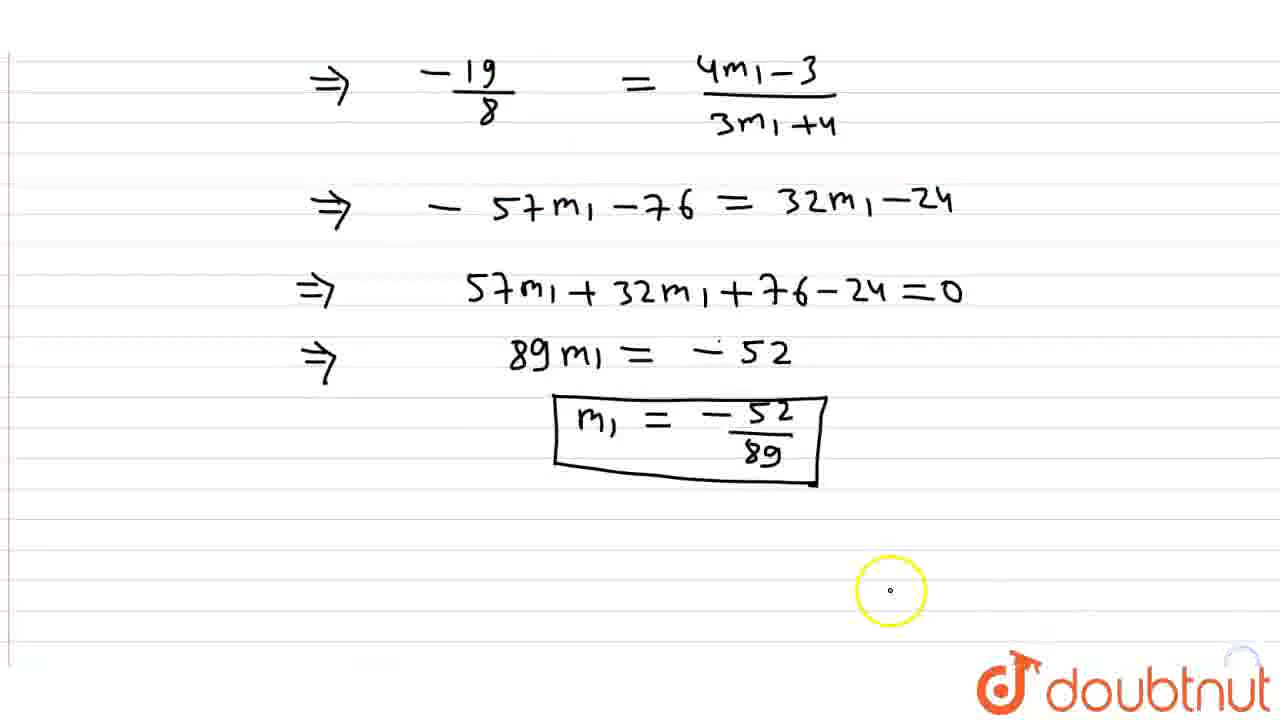 ⇒ -19/8 = 4m₁-3/3m₁+4
⇒ - 57m₁ -76 = 32m₁ -24
⇒ 57m₁ + 32m₁ + 76 - 24 = 0
⇒ 89m₁ = - 52
m₁ = - 52/89
doubtnut